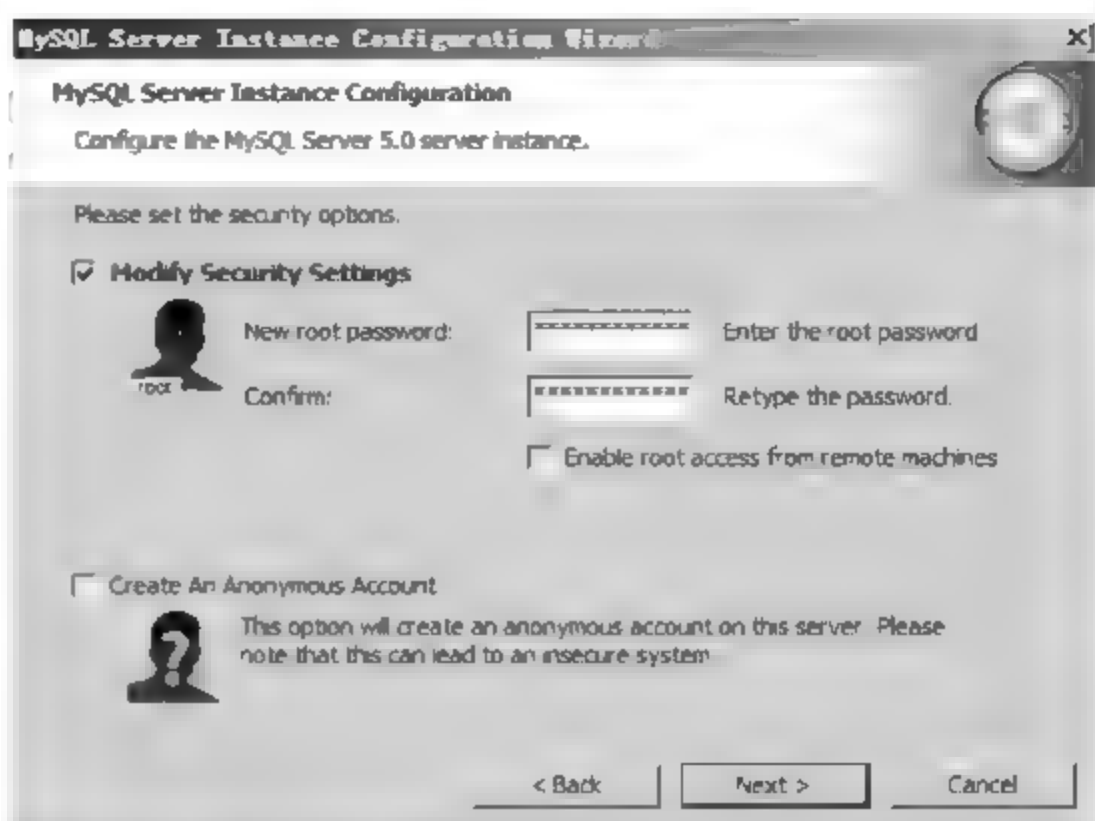 MySQL Server Instance Configuration Wizard
MySQL Server Instance Configuration
Configure the MySQL Server 5.0 server instance.
Please set the security options.
Modify Security Settings
New root password: ************ Enter the root password
root
Confirm: ************ Retype the password.
Enable root access from remote machines
Create An Anonymous Account
This option will create an anonymous account on this server. Please
note that this can lead to an insecure system
< Back Next > Cancel